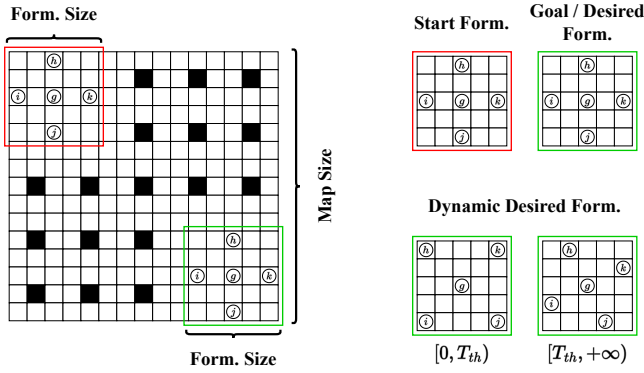 Form. Size
h
i g k
j
Map Size
h
i g k
j
Form. Size
Start Form.
h
i g k
j
Goal / Desired
Form.
h
i g k
j
Dynamic Desired Form.
h k
g
i j
[0, T_th)
h
k
g
i
j
[T_th, +∞)